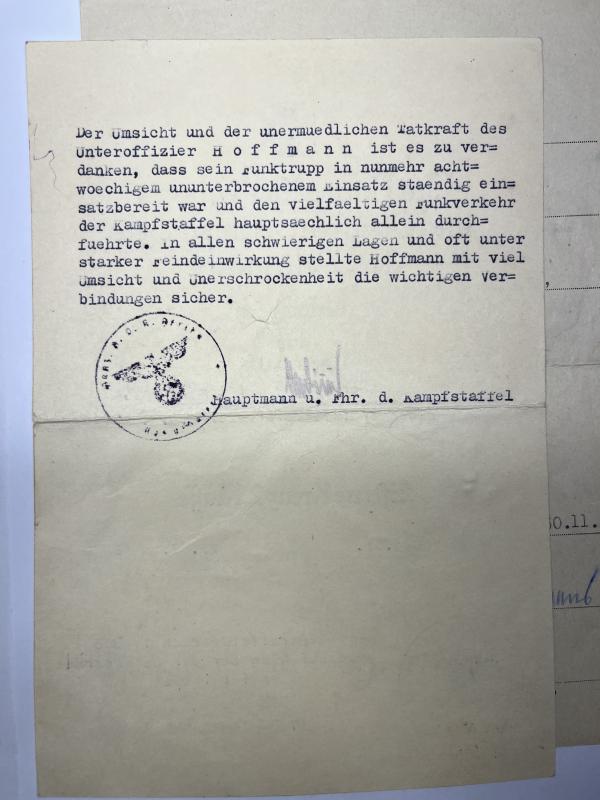 Der Umsicht und der unermuedlichen Tatkraft des
Unteroffizier H o f f m a n n ist es zu ver=
danken, dass sein Funktrupp in nunmehr acht=
woechigem ununterbrochenem Einsatz staendig ein=
satzbereit war und den vielfaeltigen Funkverkehr
der Kampfstaffel hauptsaechlich allein durch=
fuehrte. In allen schwierigen Lagen und oft unter
starker Feindeinwirkung stellte Hoffmann mit viel
Umsicht und Unerschrockenheit die wichtigen Ver=
bindungen sicher.
Hauptmann u. Fhr. d. Kampfstaffel
30.11.